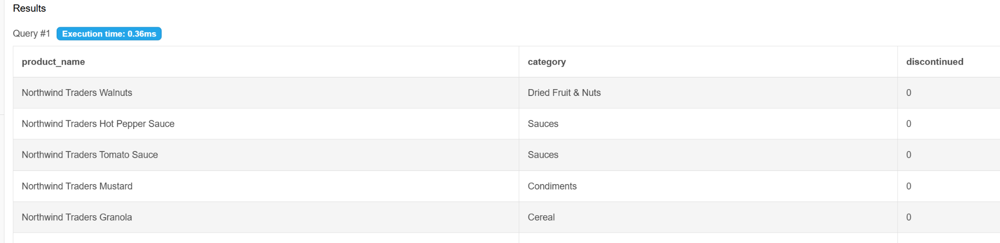 Results
Query #1 Execution time: 0.36ms
product_name category discontinued
Northwind Traders Walnuts Dried Fruit & Nuts 0
Northwind Traders Hot Pepper Sauce Sauces 0
Northwind Traders Tomato Sauce Sauces 0
Northwind Traders Mustard Condiments 0
Northwind Traders Granola Cereal 0